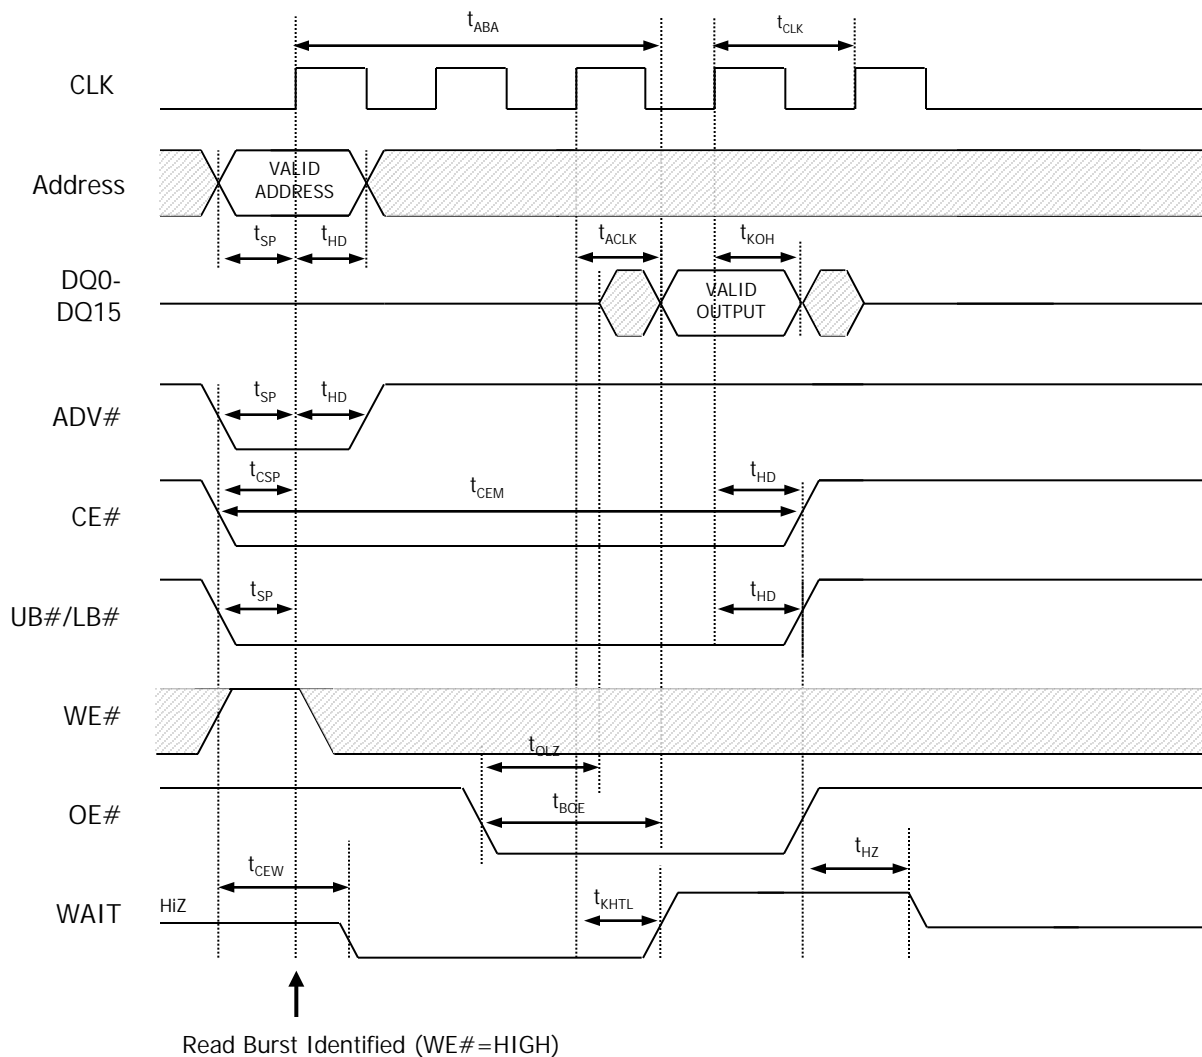 tABA
tCLK
CLK
VALID
ADDRESS
Address
tSP
tHD
tACLK
tKOH
DQ0-
DQ15
VALID
OUTPUT
ADV#
tSP
tHD
tCSP
tCEM
tHD
CE#
UB#/LB#
tSP
tHD
WE#
tOLZ
OE#
tBOE
tHZ
tCEW
WAIT
HiZ
tKHTL
Read Burst Identified (WE#=HIGH)